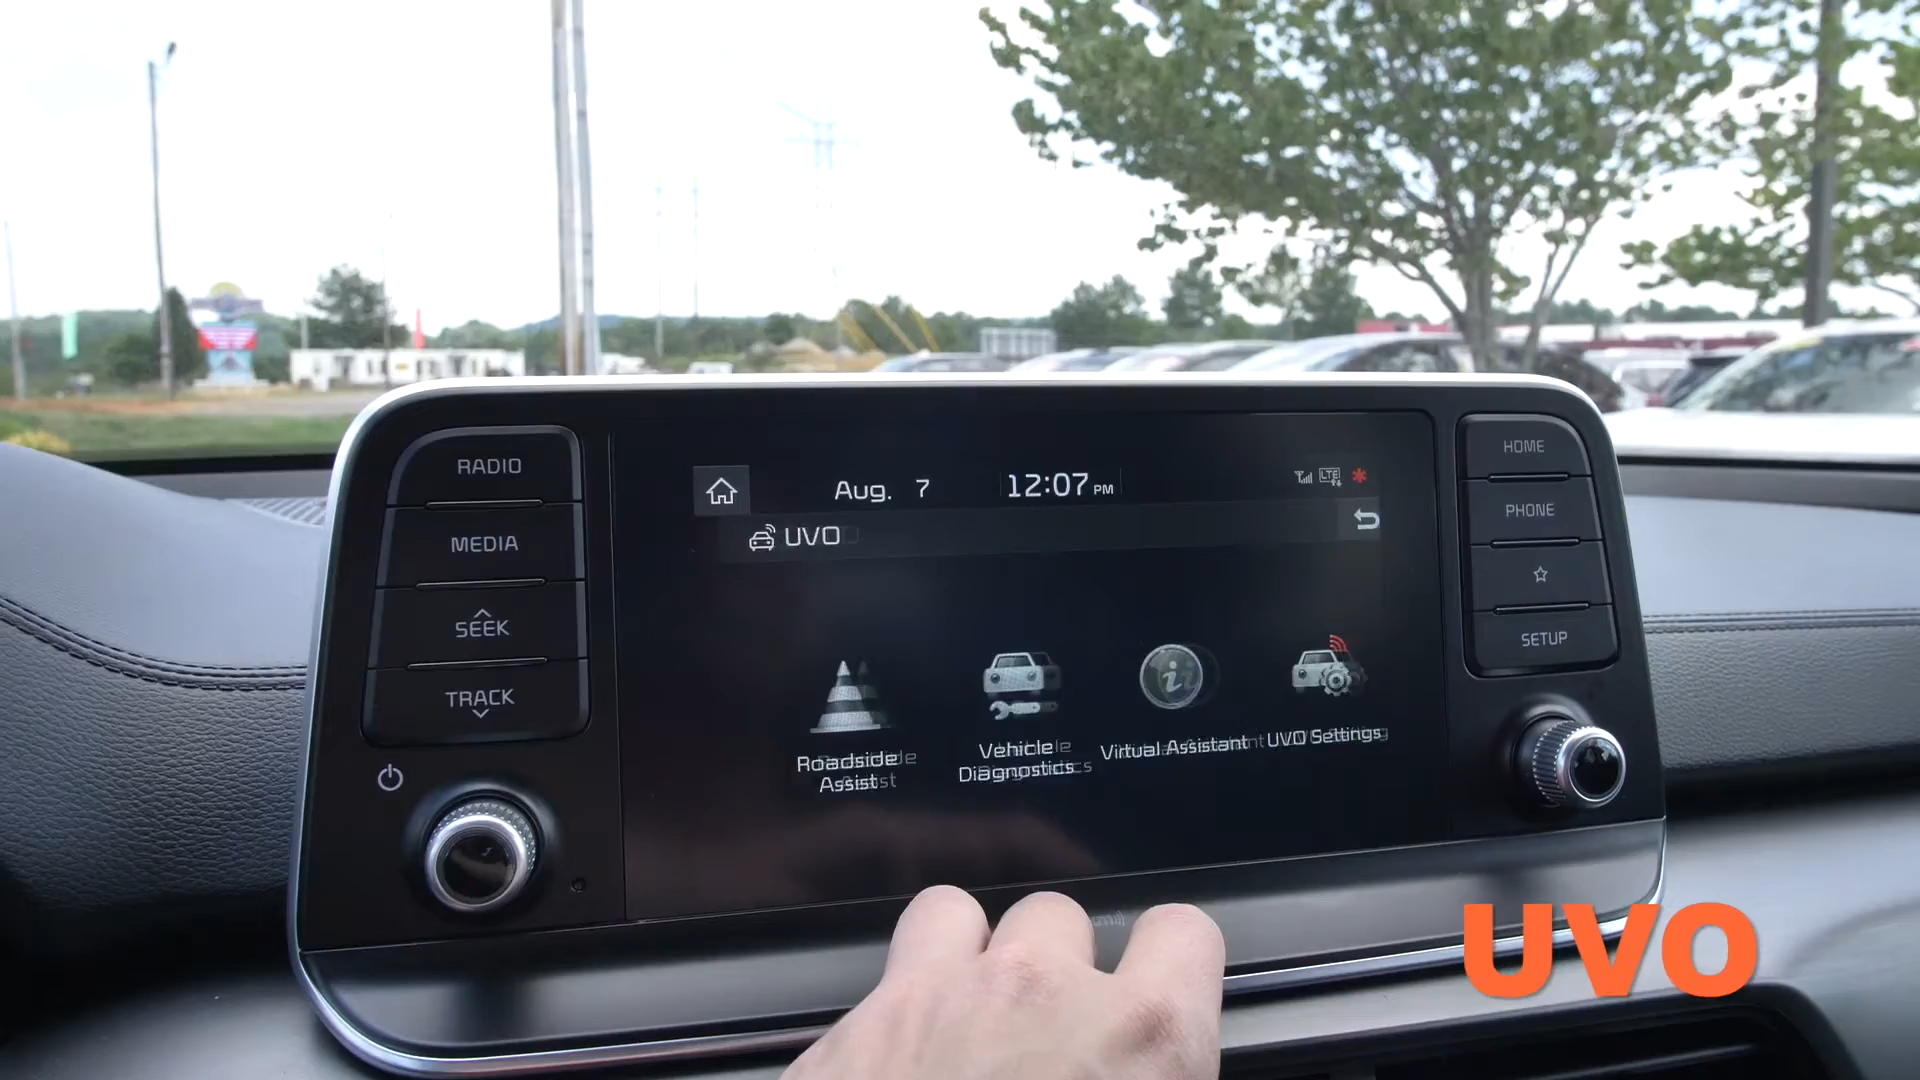 RADIO
MEDIA
SEEK
TRACK
Aug. 7
12:07 PM
LTE
UVO
Roadside
Assist
Vehicle
Diagnostics
Virtual Assistant
UVO Settings
HOME
PHONE
SETUP
UVO